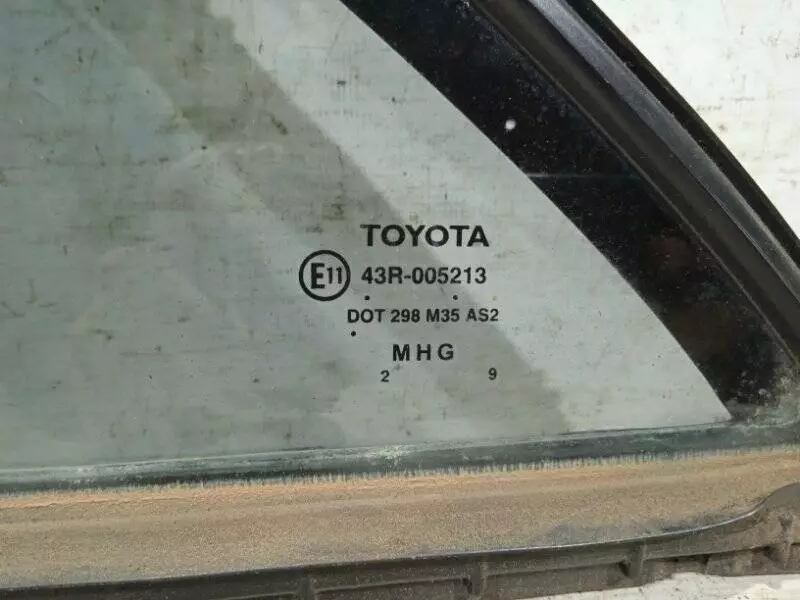 TOYOTA
E11 43R-005213
DOT 298 M35 AS2
MHG
2 9